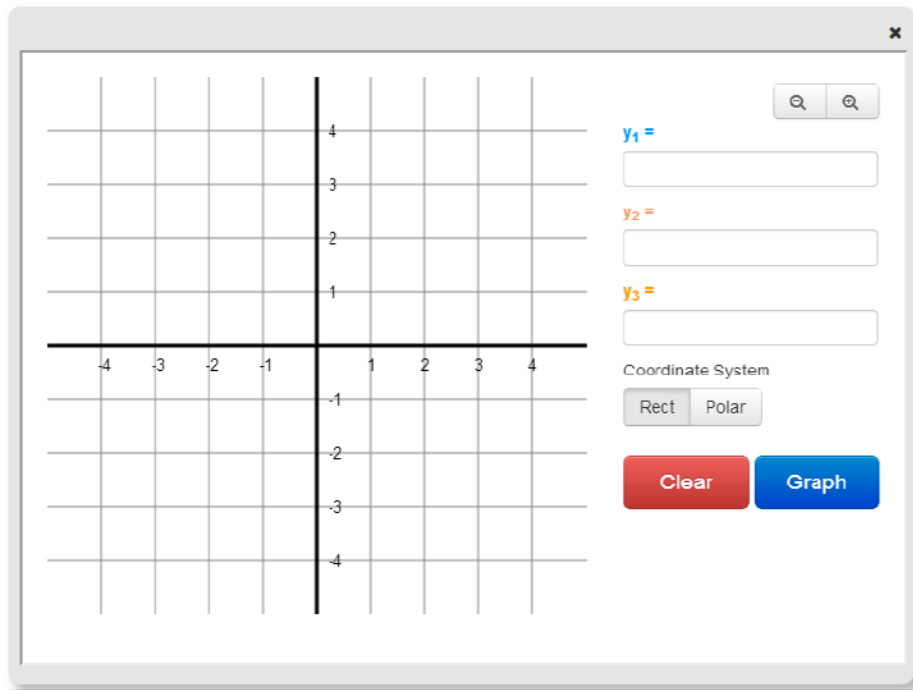 ✖
y₁ =
4
y₂ =
3
2
y₃ =
1
-4 -3 -2 -1 1 2 3 4
Coordinate System
-1
Rect Polar
-2
Clear Graph
-3
-4